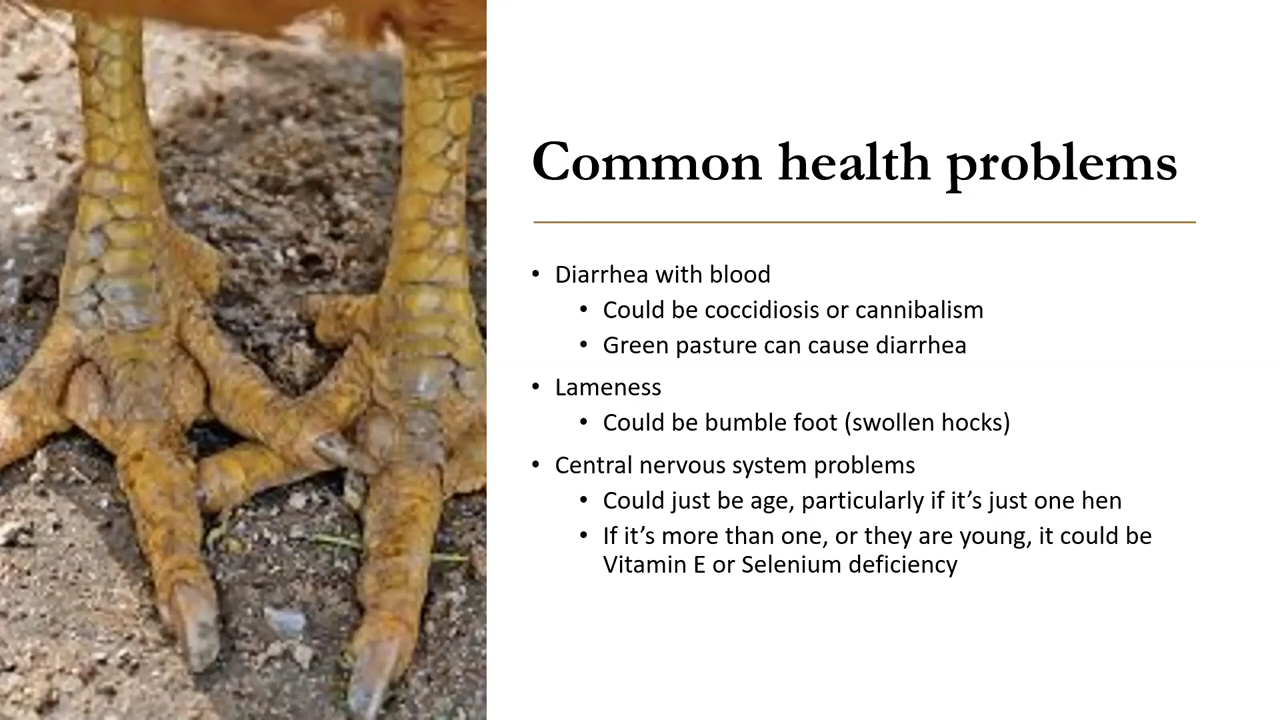 Common health problems
• Diarrhea with blood
• Could be coccidiosis or cannibalism
• Green pasture can cause diarrhea
• Lameness
• Could be bumble foot (swollen hocks)
• Central nervous system problems
• Could just be age, particularly if it’s just one hen
• If it’s more than one, or they are young, it could be
Vitamin E or Selenium deficiency